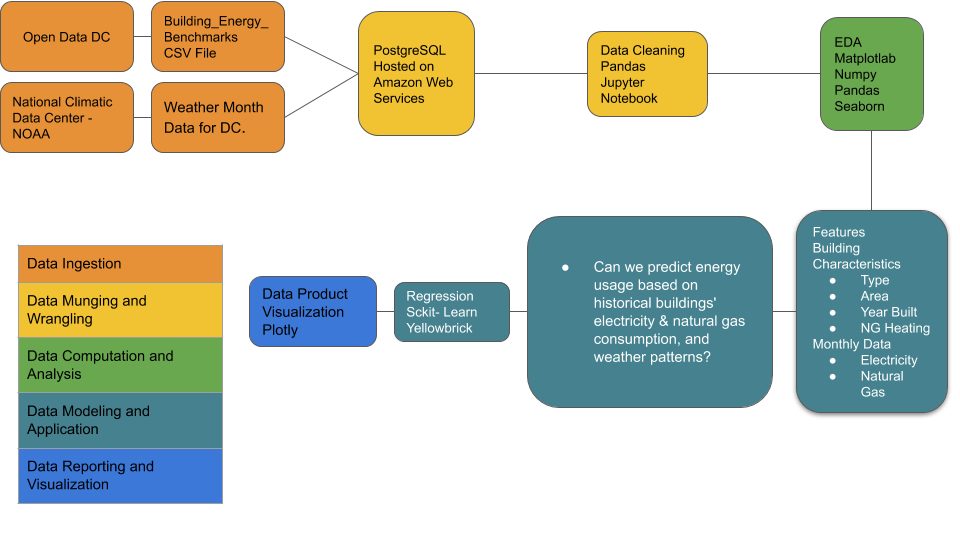 Open Data DC
Building_Energy_
Benchmarks
CSV File
National Climatic
Data Center -
NOAA
Weather Month
Data for DC.
PostgreSQL
Hosted on
Amazon Web
Services
Data Cleaning
Pandas
Jupyter
Notebook
EDA
Matplotlab
Numpy
Pandas
Seaborn
Features
Building
Characteristics
● Type
● Area
● Year Built
● NG Heating
Monthly Data
● Electricity
● Natural
Gas
● Can we predict energy
usage based on
historical buildings'
electricity & natural gas
consumption, and
weather patterns?
Regression
Sckit- Learn
Yellowbrick
Data Product
Visualization
Plotly
Data Ingestion
Data Munging and
Wrangling
Data Computation and
Analysis
Data Modeling and
Application
Data Reporting and
Visualization